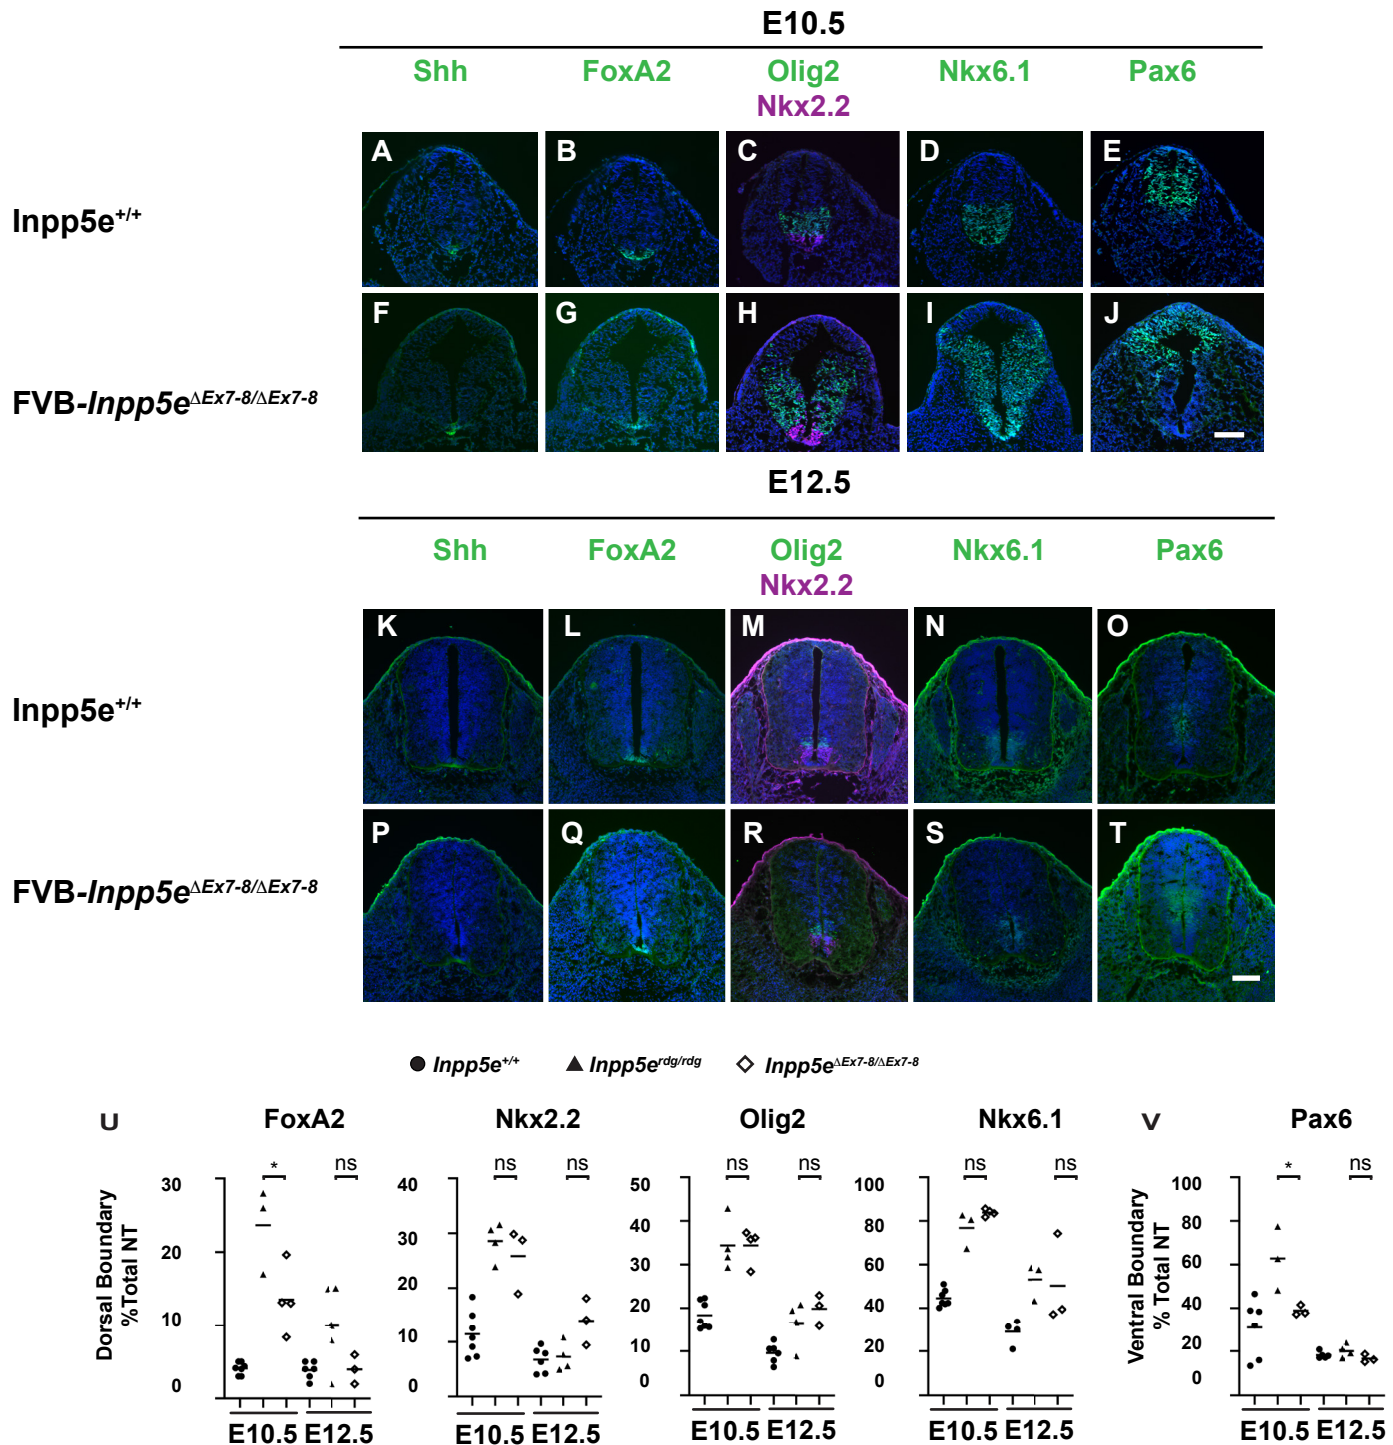 E10.5
Shh FoxA2 Olig2 Nkx6.1 Pax6
Nkx2.2
A B C D E
Inpp5e+/+
F G H I J
FVB-Inpp5eΔEx7-8/ΔEx7-8
E12.5
Shh FoxA2 Olig2 Nkx6.1 Pax6
Nkx2.2
K L M N O
Inpp5e+/+
P Q R S T
FVB-Inpp5eΔEx7-8/ΔEx7-8
Inpp5e+/+ Inpp5erdg/rdg Inpp5eΔEx7-8/ΔEx7-8
U FoxA2 Nkx2.2 Olig2 Nkx6.1 V Pax6
* ns ns ns ns ns ns ns * ns
Dorsal Boundary
%Total NT
30
20
10
0
40
30
20
10
0
50
40
30
20
10
0
100
80
60
40
20
0
Ventral Boundary
% Total NT
100
80
60
40
20
0
E10.5 E12.5 E10.5 E12.5 E10.5 E12.5 E10.5 E12.5 E10.5 E12.5